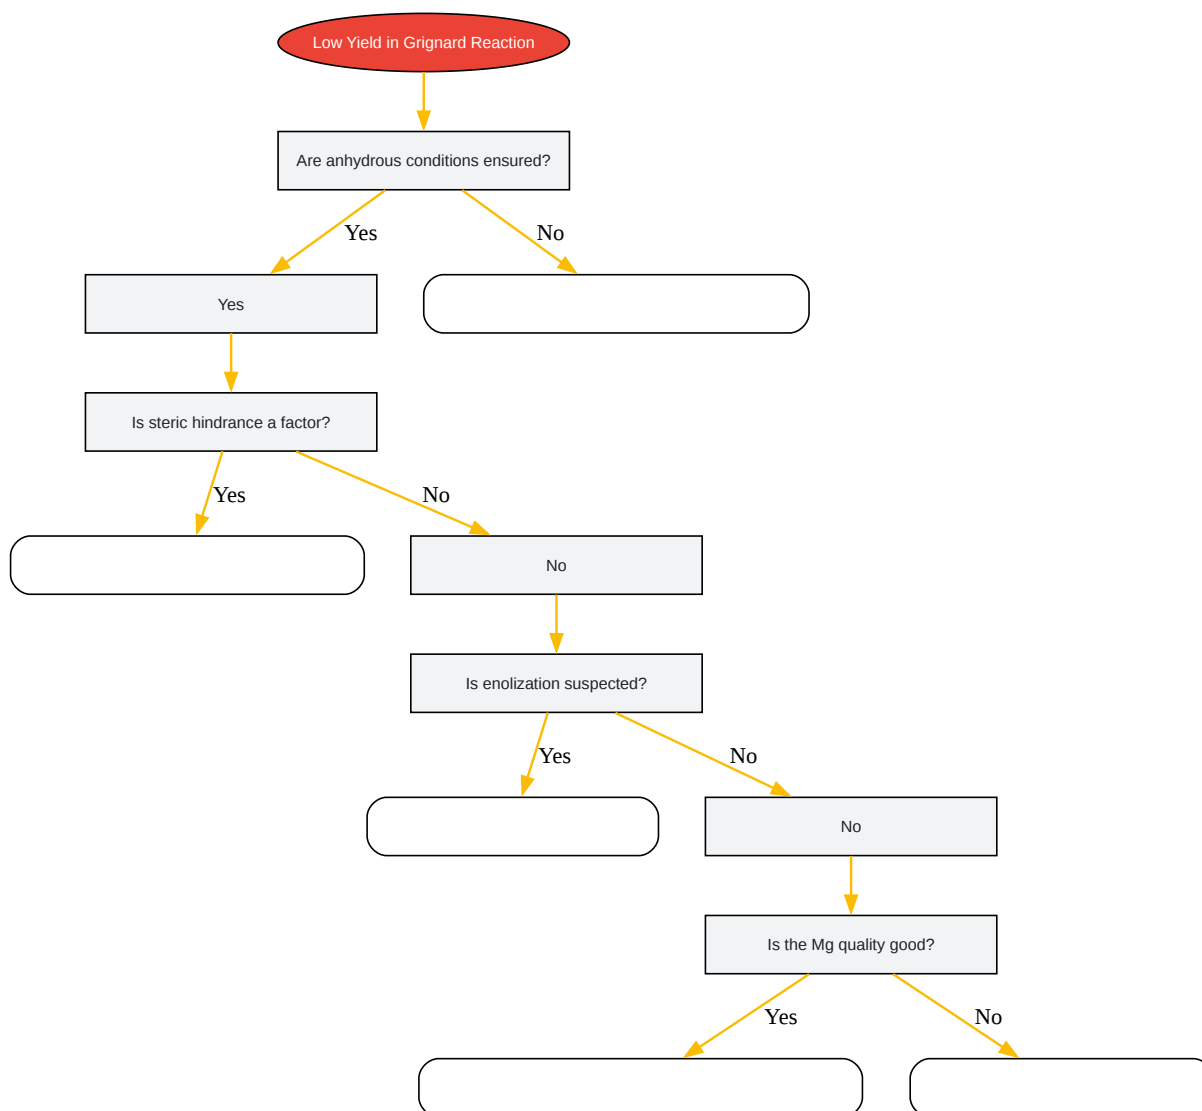 Low Yield in Grignard Reaction
Are anhydrous conditions ensured?
Yes
No
Yes
Is steric hindrance a factor?
Yes
No
No
Is enolization suspected?
Yes
No
No
Is the Mg quality good?
Yes
No